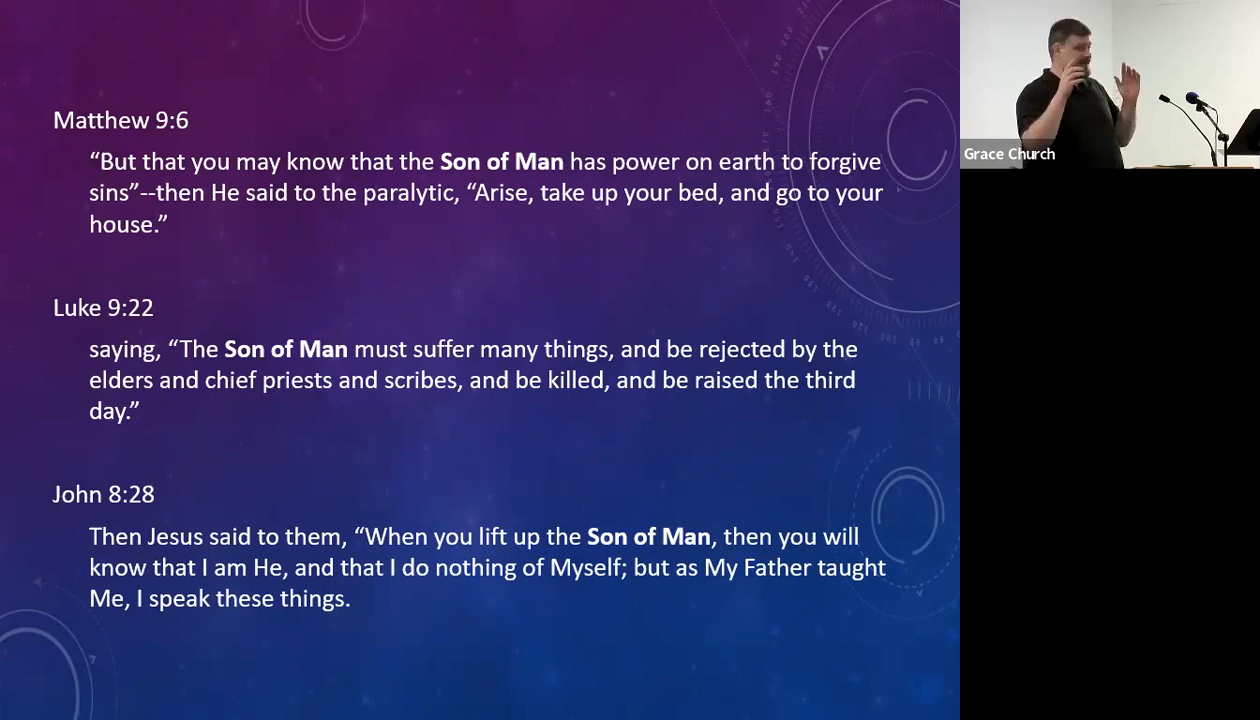 Matthew 9:6
“But that you may know that the Son of Man has power on earth to forgive
sins”--then He said to the paralytic, “Arise, take up your bed, and go to your
house.”
Luke 9:22
saying, “The Son of Man must suffer many things, and be rejected by the
elders and chief priests and scribes, and be killed, and be raised the third
day.”
John 8:28
Then Jesus said to them, “When you lift up the Son of Man, then you will
know that I am He, and that I do nothing of Myself; but as My Father taught
Me, I speak these things.
Grace Church